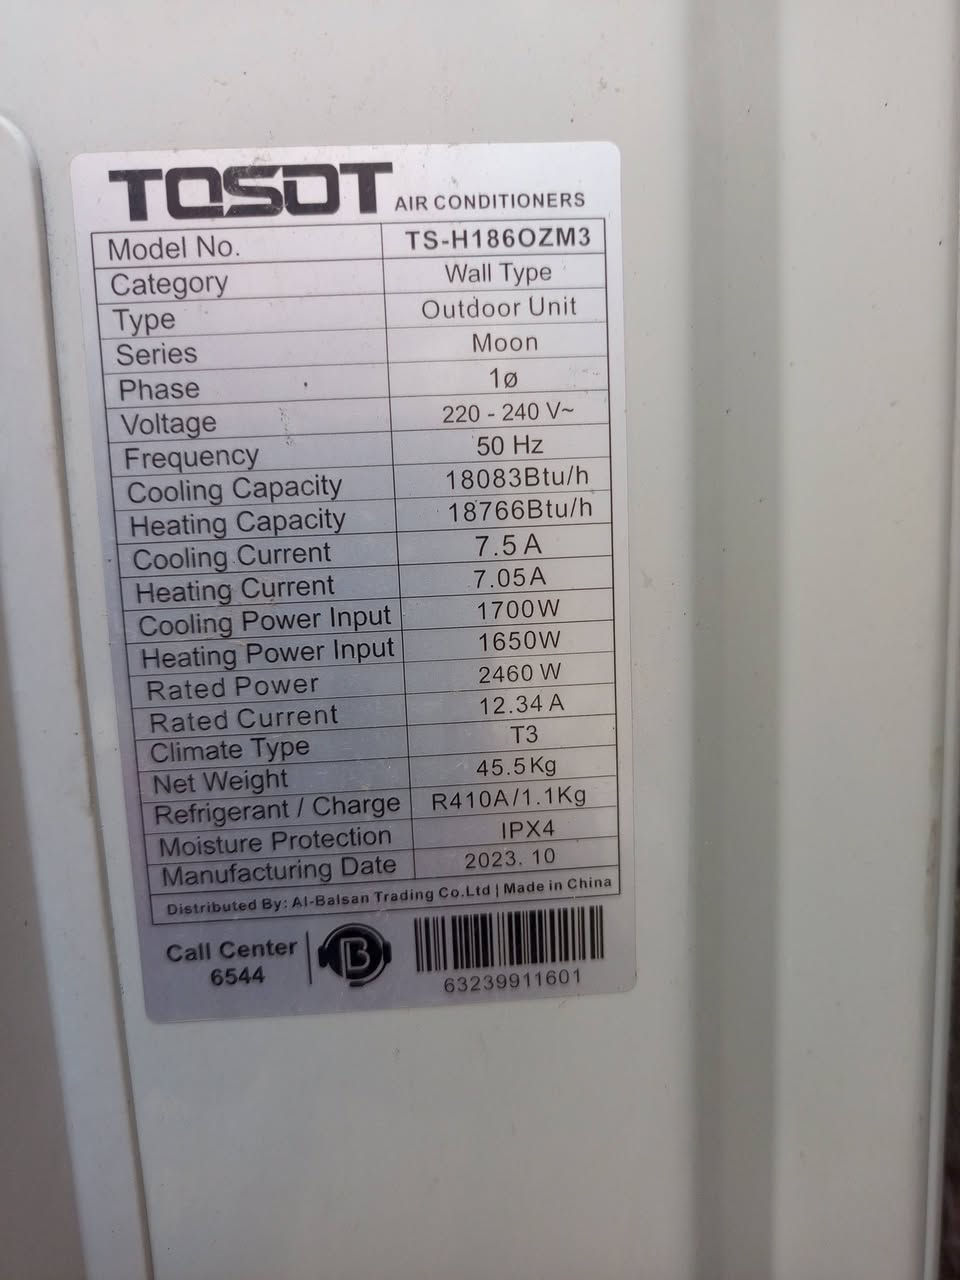 TOSOT AIR CONDITIONERS
Model No. TS-H186OZM3
Category Wall Type
Type Outdoor Unit
Series Moon
Phase 1ø
Voltage 220 - 240 V~
Frequency 50 Hz
Cooling Capacity 18083Btu/h
Heating Capacity 18766Btu/h
Cooling Current 7.5 A
Heating Current 7.05A
Cooling Power Input 1700W
Heating Power Input 1650W
Rated Power 2460 W
Rated Current 12.34 A
Climate Type T3
Net Weight 45.5Kg
Refrigerant / Charge R410A/1.1Kg
Moisture Protection IPX4
Manufacturing Date 2023. 10
Distributed By: Al-Balsan Trading Co.Ltd | Made in China
Call Center
6544
B
63239911601